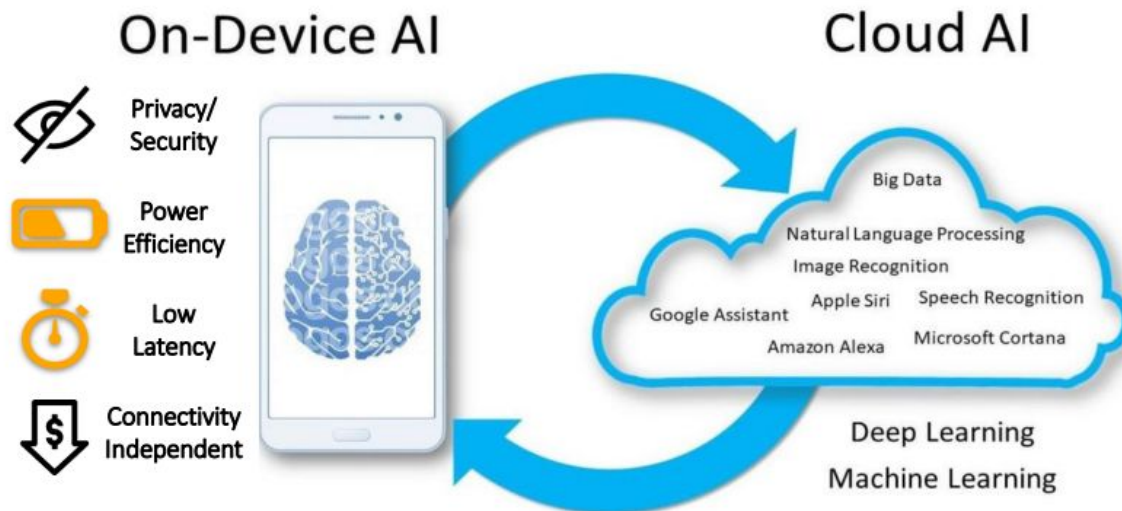 On-Device AI
Privacy/
Security
Power
Efficiency
Low
Latency
$
Connectivity
Independent
Cloud AI
Big Data
Natural Language Processing
Image Recognition
Google Assistant
Apple Siri
Speech Recognition
Amazon Alexa
Microsoft Cortana
Deep Learning
Machine Learning